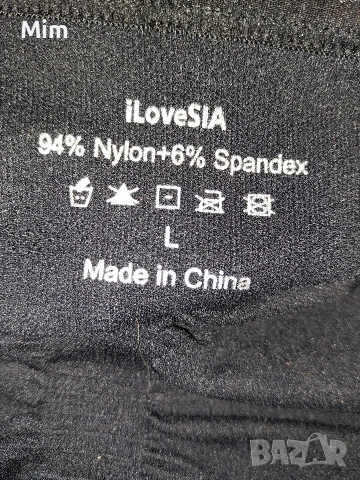 Mim
iLoveSIA
94% Nylon+6% Spandex
L
Made in China
BAZAR